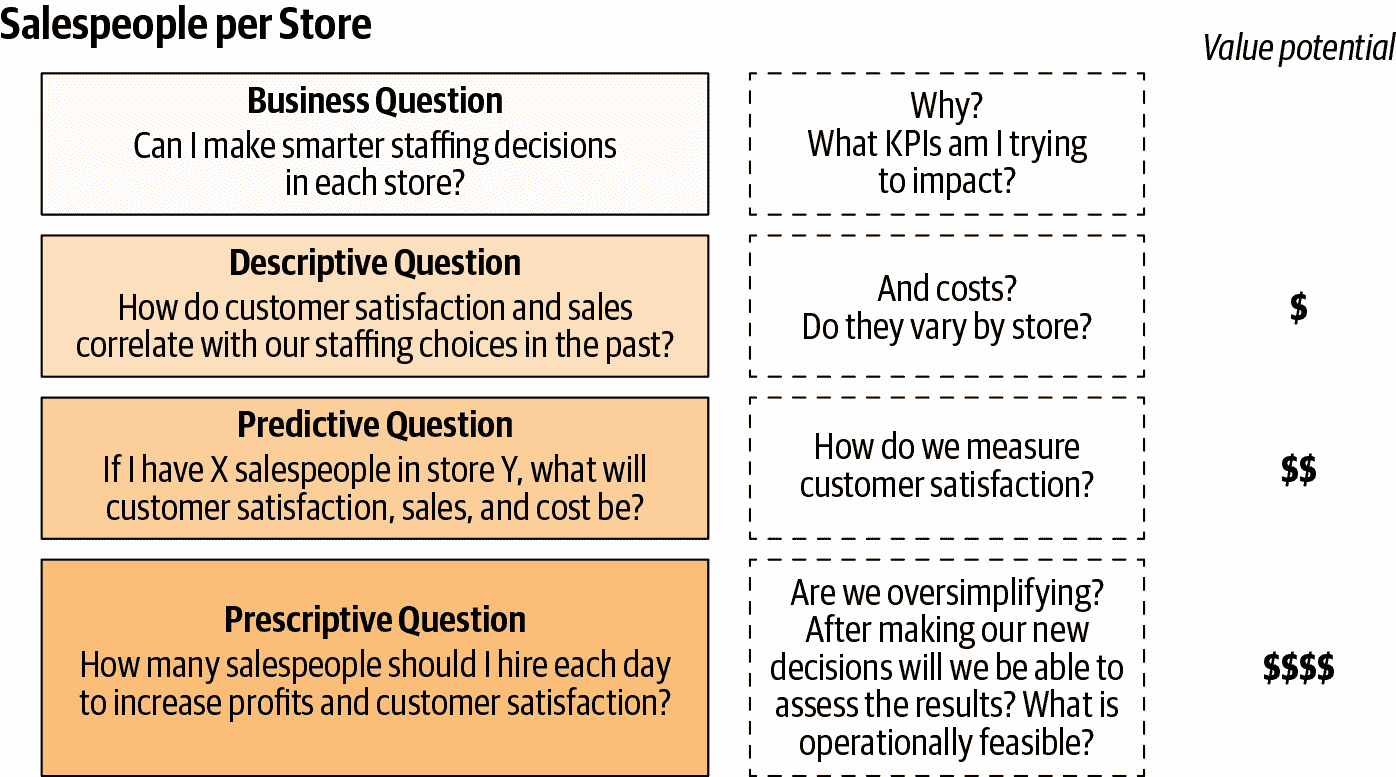 Salespeople per Store
Value potential
Business Question
Can I make smarter staffing decisions
in each store?
Why?
What KPIs am I trying
to impact?
Descriptive Question
How do customer satisfaction and sales
correlate with our staffing choices in the past?
And costs?
Do they vary by store?
$
Predictive Question
If I have X salespeople in store Y, what will
customer satisfaction, sales, and cost be?
How do we measure
customer satisfaction?
$$
Prescriptive Question
How many salespeople should I hire each day
to increase profits and customer satisfaction?
Are we oversimplifying?
After making our new
decisions will we be able to
assess the results? What is
operationally feasible?
$$$$